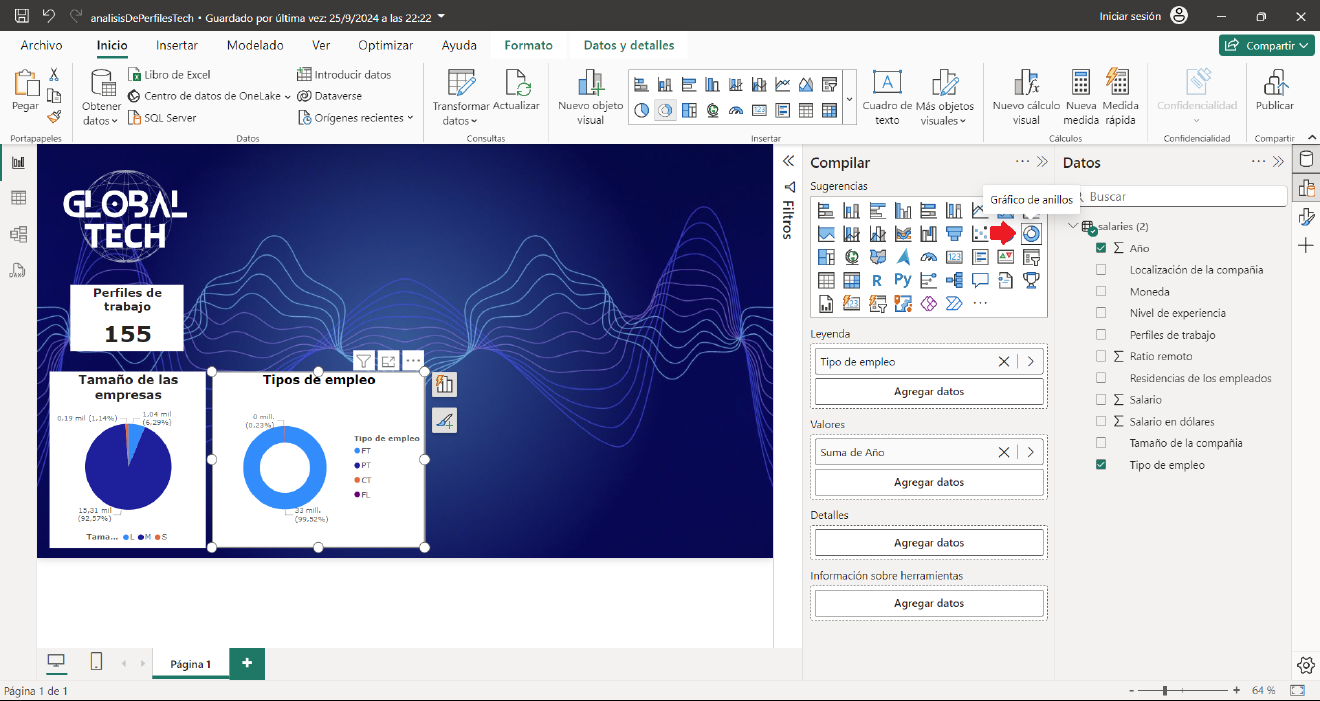 analisisDePerfilesTech • Guardado por última vez: 25/9/2024 a las 22:22
Iniciar sesión
Archivo
Inicio
Insertar
Modelado
Ver
Optimizar
Ayuda
Formato
Datos y detalles
Compartir
Pegar
Portapapeles
Obtener
datos
Libro de Excel
Centro de datos de OneLake
SQL Server
Introducir datos
Dataverse
Orígenes recientes
Datos
Transformar
datos
Actualizar
Consultas
Nuevo objeto
visual
Cuadro de
texto
Más objetos
visuales
Insertar
Nuevo cálculo
visual
Nueva
medida
Medida
rápida
Cálculos
Confidencialidad
Confidencialidad
Publicar
Compartir
GLOBAL
TECH
Perfiles de
trabajo
155
Tamaño de las
empresas
0,19 mil (1,14%)
1,04 mil
(6,29%)
15,31 mil
(92,57%)
Tama...
L
M
S
Tipos de empleo
0 mill.
(0,23%)
33 mill.
(99,52%)
Tipo de empleo
FT
PT
CT
FL
Filtros
Compilar
Sugerencias
Gráfico de anillos
R
Py
Leyenda
Tipo de empleo
Agregar datos
Valores
Suma de Año
Agregar datos
Detalles
Agregar datos
Información sobre herramientas
Agregar datos
Datos
Buscar
salaries (2)
Año
Localización de la compañia
Moneda
Nivel de experiencia
Perfiles de trabajo
Ratio remoto
Residencias de los empleados
Salario
Salario en dólares
Tamaño de la compañía
Tipo de empleo
Página 1
Página 1 de 1
64 %